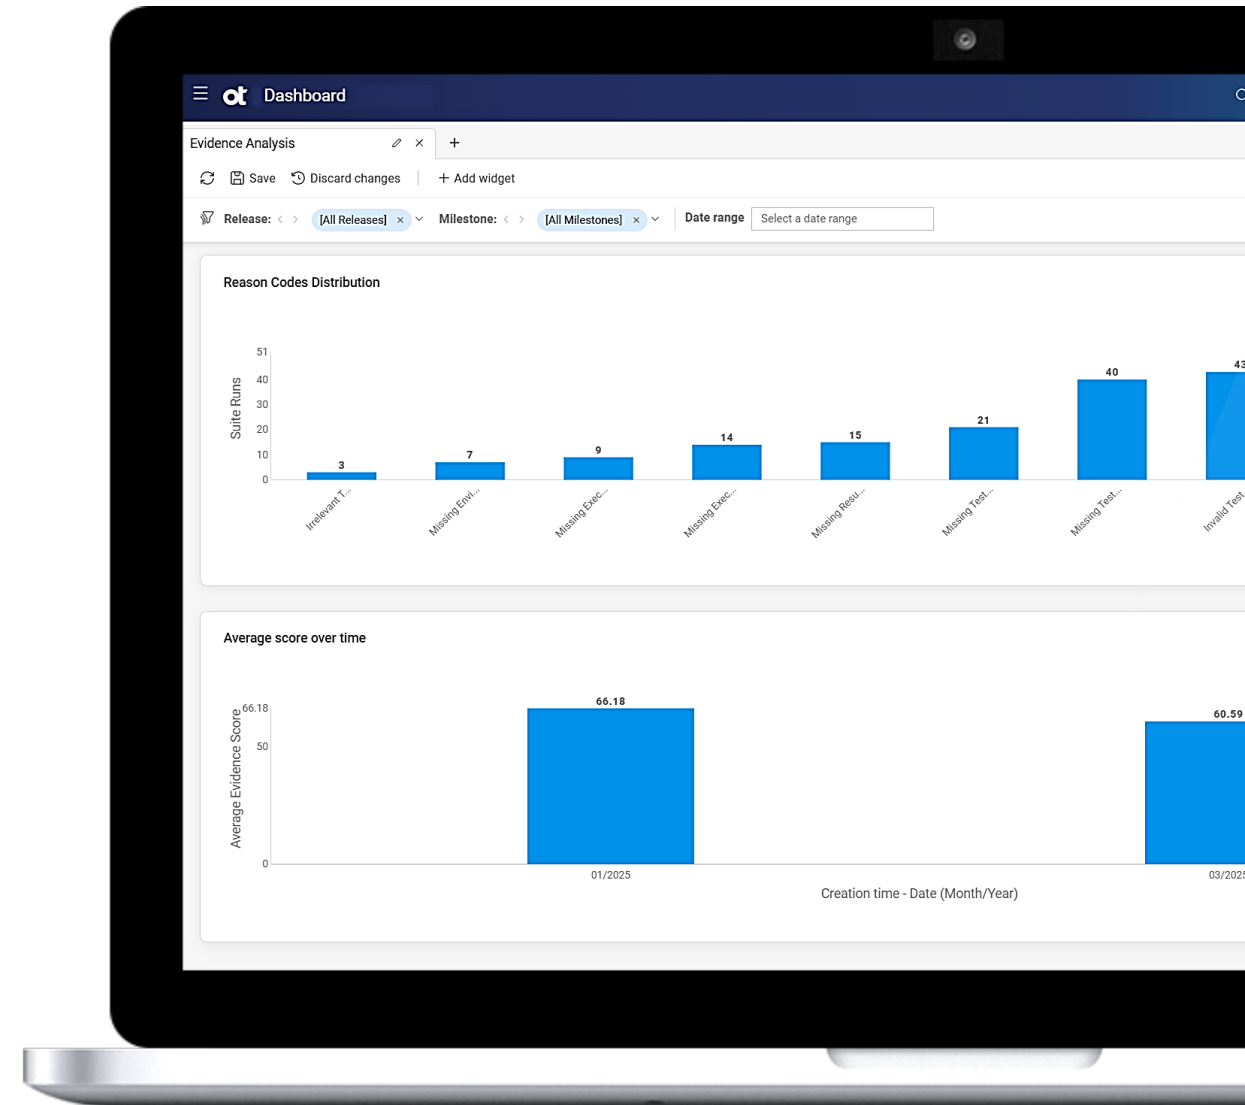 ot Dashboard
Evidence Analysis
Save Discard changes + Add widget
Release: [All Releases] × Milestone: [All Milestones] × Date range Select a date range
Reason Codes Distribution
Suite Runs
51
40
30
20
10
0
3
7
9
14
15
21
40
43
Irrelevant T...
Missing Envi...
Missing Exec...
Missing Exec...
Missing Resu...
Missing Test...
Missing Test...
Invalid Test
Average score over time
Average Evidence Score
66.18
50
0
66.18
60.59
01/2025
03/2025
Creation time - Date (Month/Year)